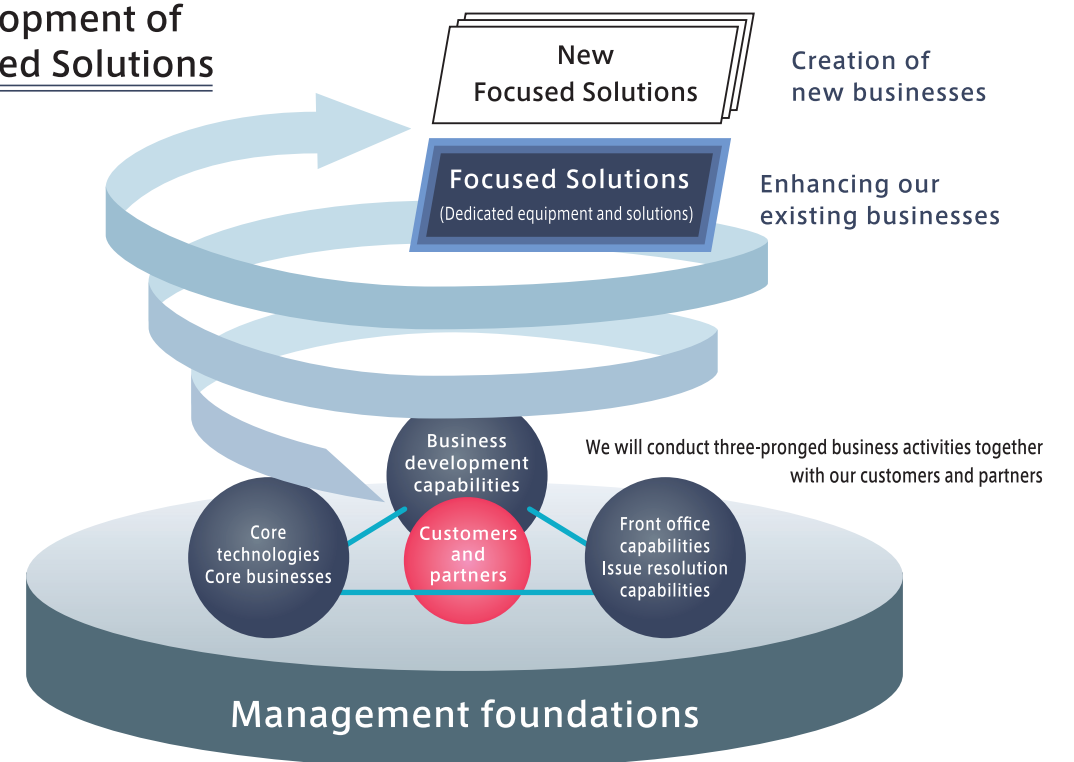 opment of
ed Solutions
New
Focused Solutions
Creation of
new businesses
Focused Solutions
(Dedicated equipment and solutions)
Enhancing our
existing businesses
Business
development
capabilities
We will conduct three-pronged business activities together
with our customers and partners
Core
technologies
Core businesses
Customers
and
partners
Front office
capabilities
Issue resolution
capabilities
Management foundations